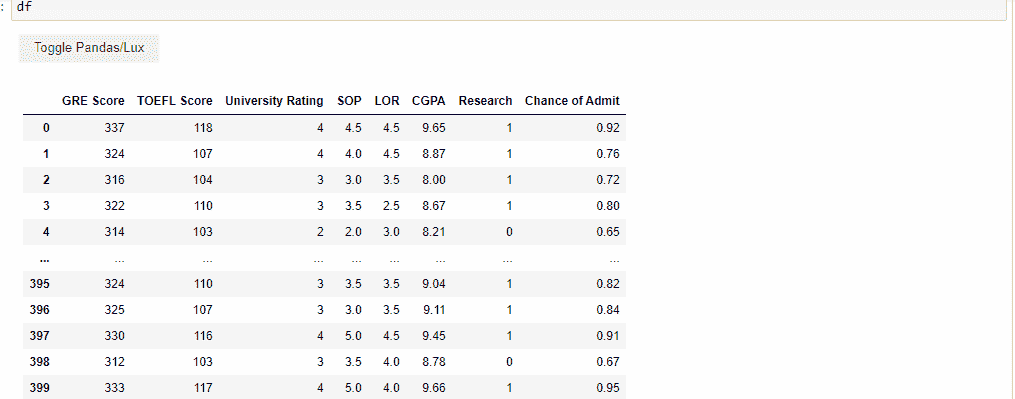 : df
Toggle Pandas/Lux
GRE Score TOEFL Score University Rating SOP LOR CGPA Research Chance of Admit
0 337 118 4 4.5 4.5 9.65 1 0.92
1 324 107 4 4.0 4.5 8.87 1 0.76
2 316 104 3 3.0 3.5 8.00 1 0.72
3 322 110 3 3.5 2.5 8.67 1 0.80
4 314 103 2 2.0 3.0 8.21 0 0.65
... ... ... ... ... ... ... ... ...
395 324 110 3 3.5 3.5 9.04 1 0.82
396 325 107 3 3.0 3.5 9.11 1 0.84
397 330 116 4 5.0 4.5 9.45 1 0.91
398 312 103 3 3.5 4.0 8.78 0 0.67
399 333 117 4 5.0 4.0 9.66 1 0.95